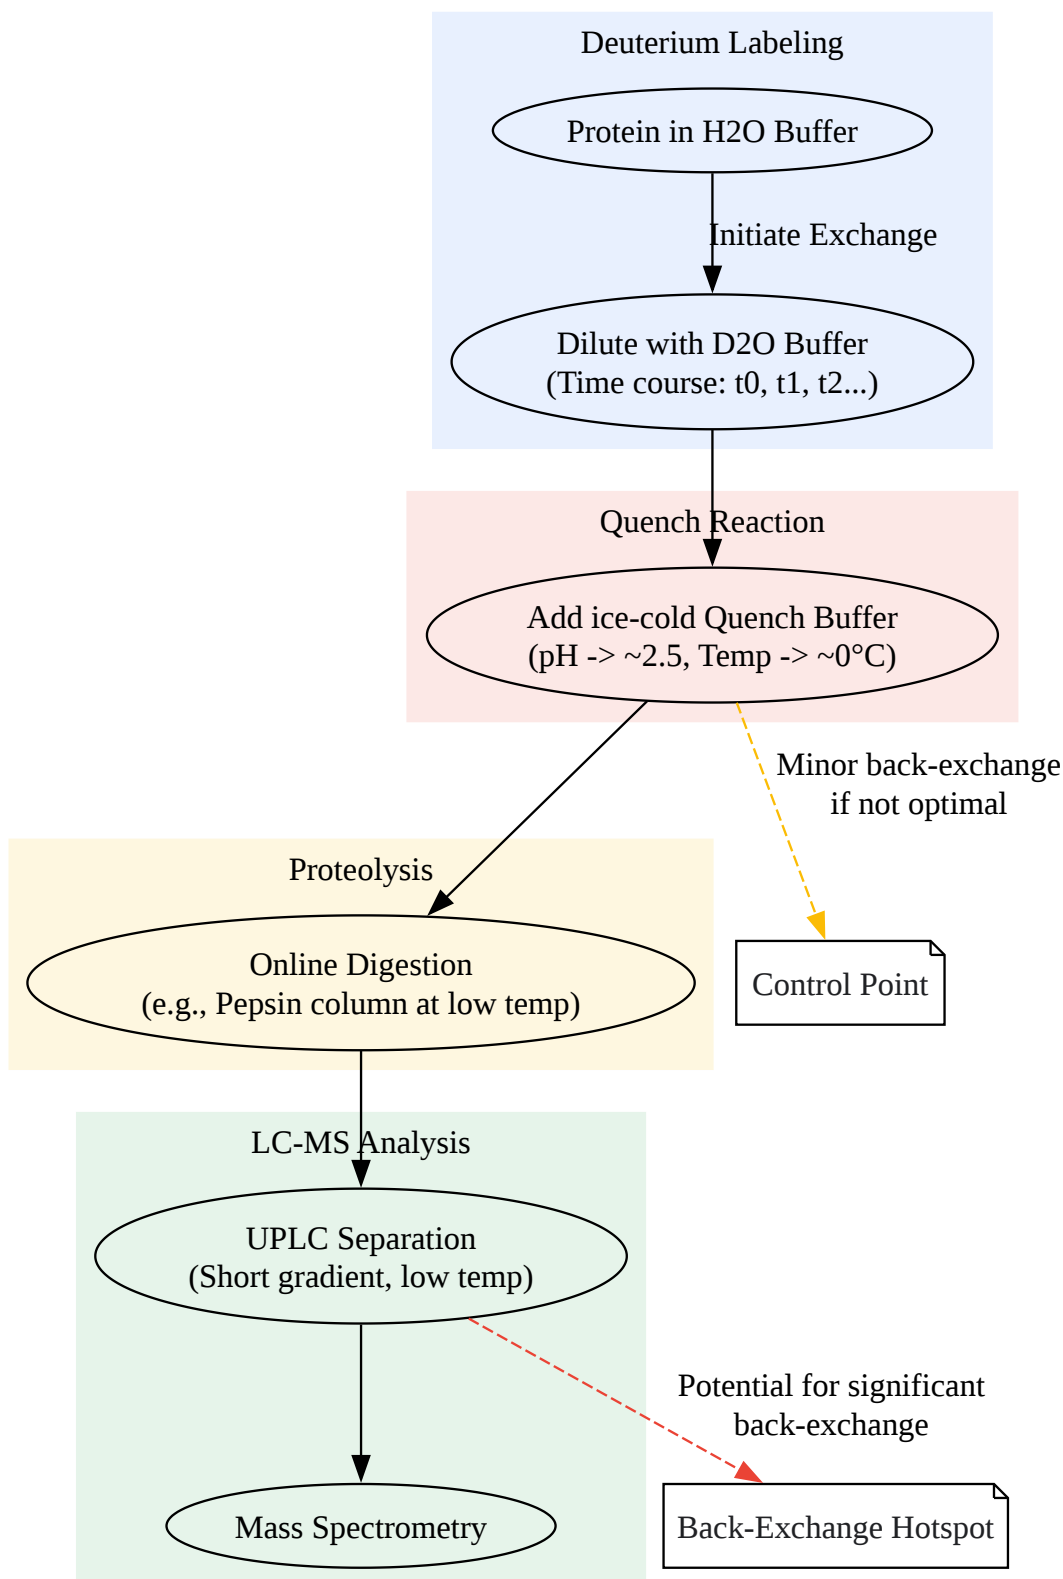 Deuterium Labeling
Protein in H2O Buffer
Initiate Exchange
Dilute with D2O Buffer
(Time course: t0, t1, t2...)
Quench Reaction
Add ice-cold Quench Buffer
(pH -> ~2.5, Temp -> ~0°C)
Minor back-exchange
if not optimal
Proteolysis
Online Digestion
(e.g., Pepsin column at low temp)
Control Point
LC-MS Analysis
UPLC Separation
(Short gradient, low temp)
Potential for significant
back-exchange
Mass Spectrometry
Back-Exchange Hotspot